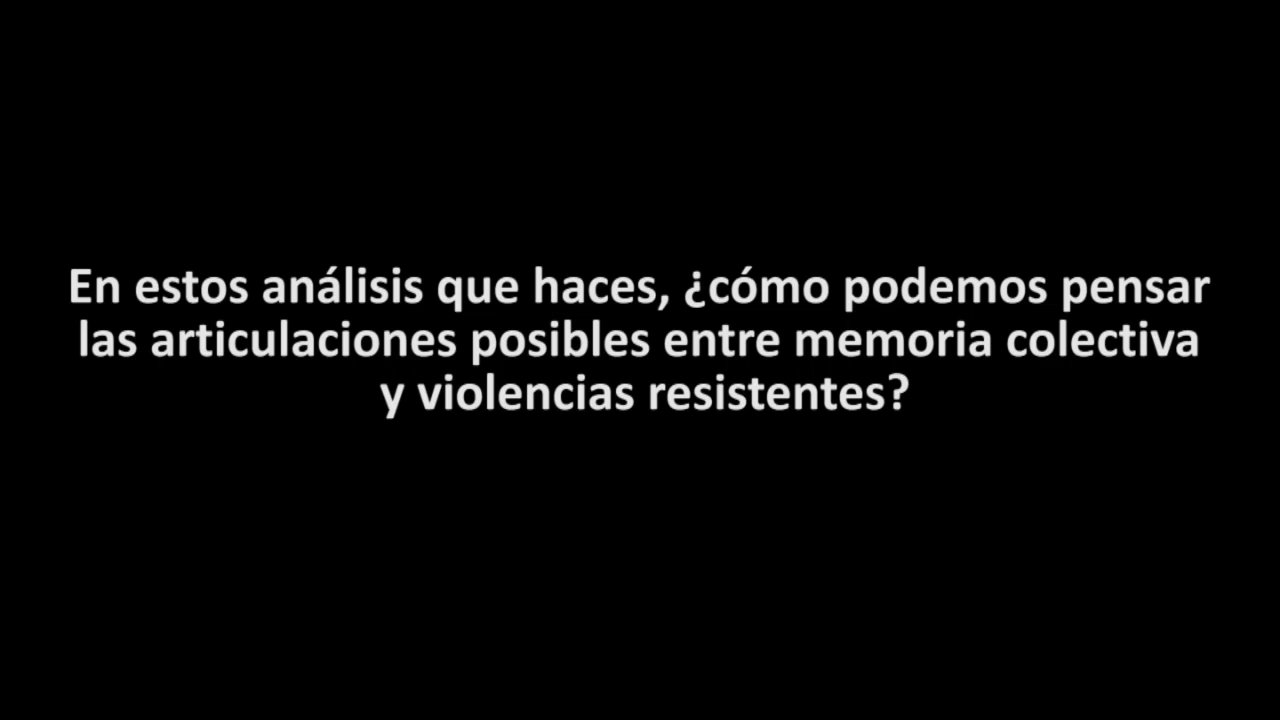 En estos análisis que haces, ¿cómo podemos pensar
las articulaciones posibles entre memoria colectiva
y violencias resistentes?